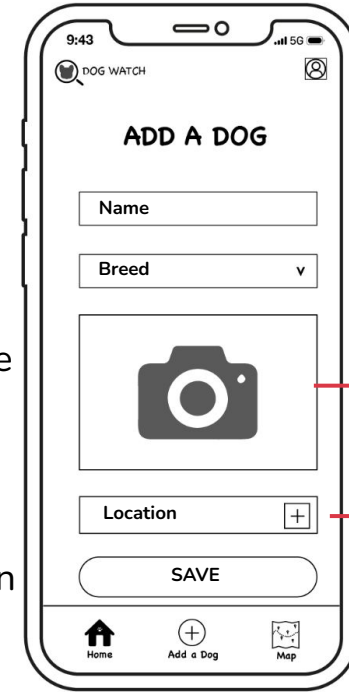 9:43
5G
DOG WATCH
ADD A DOG
Name
Breed
Location
SAVE
Home
Add a Dog
Map